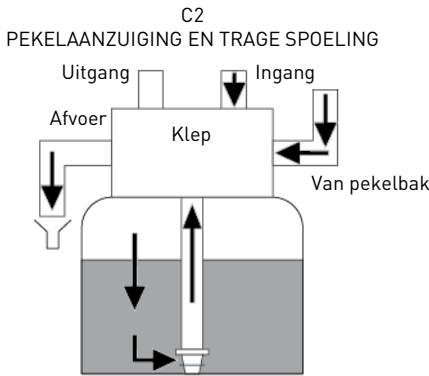 C2
PEKELAANZUIGING EN TRAGE SPOELING
Uitgang
Ingang
Afvoer
Klep
Van pekelbak